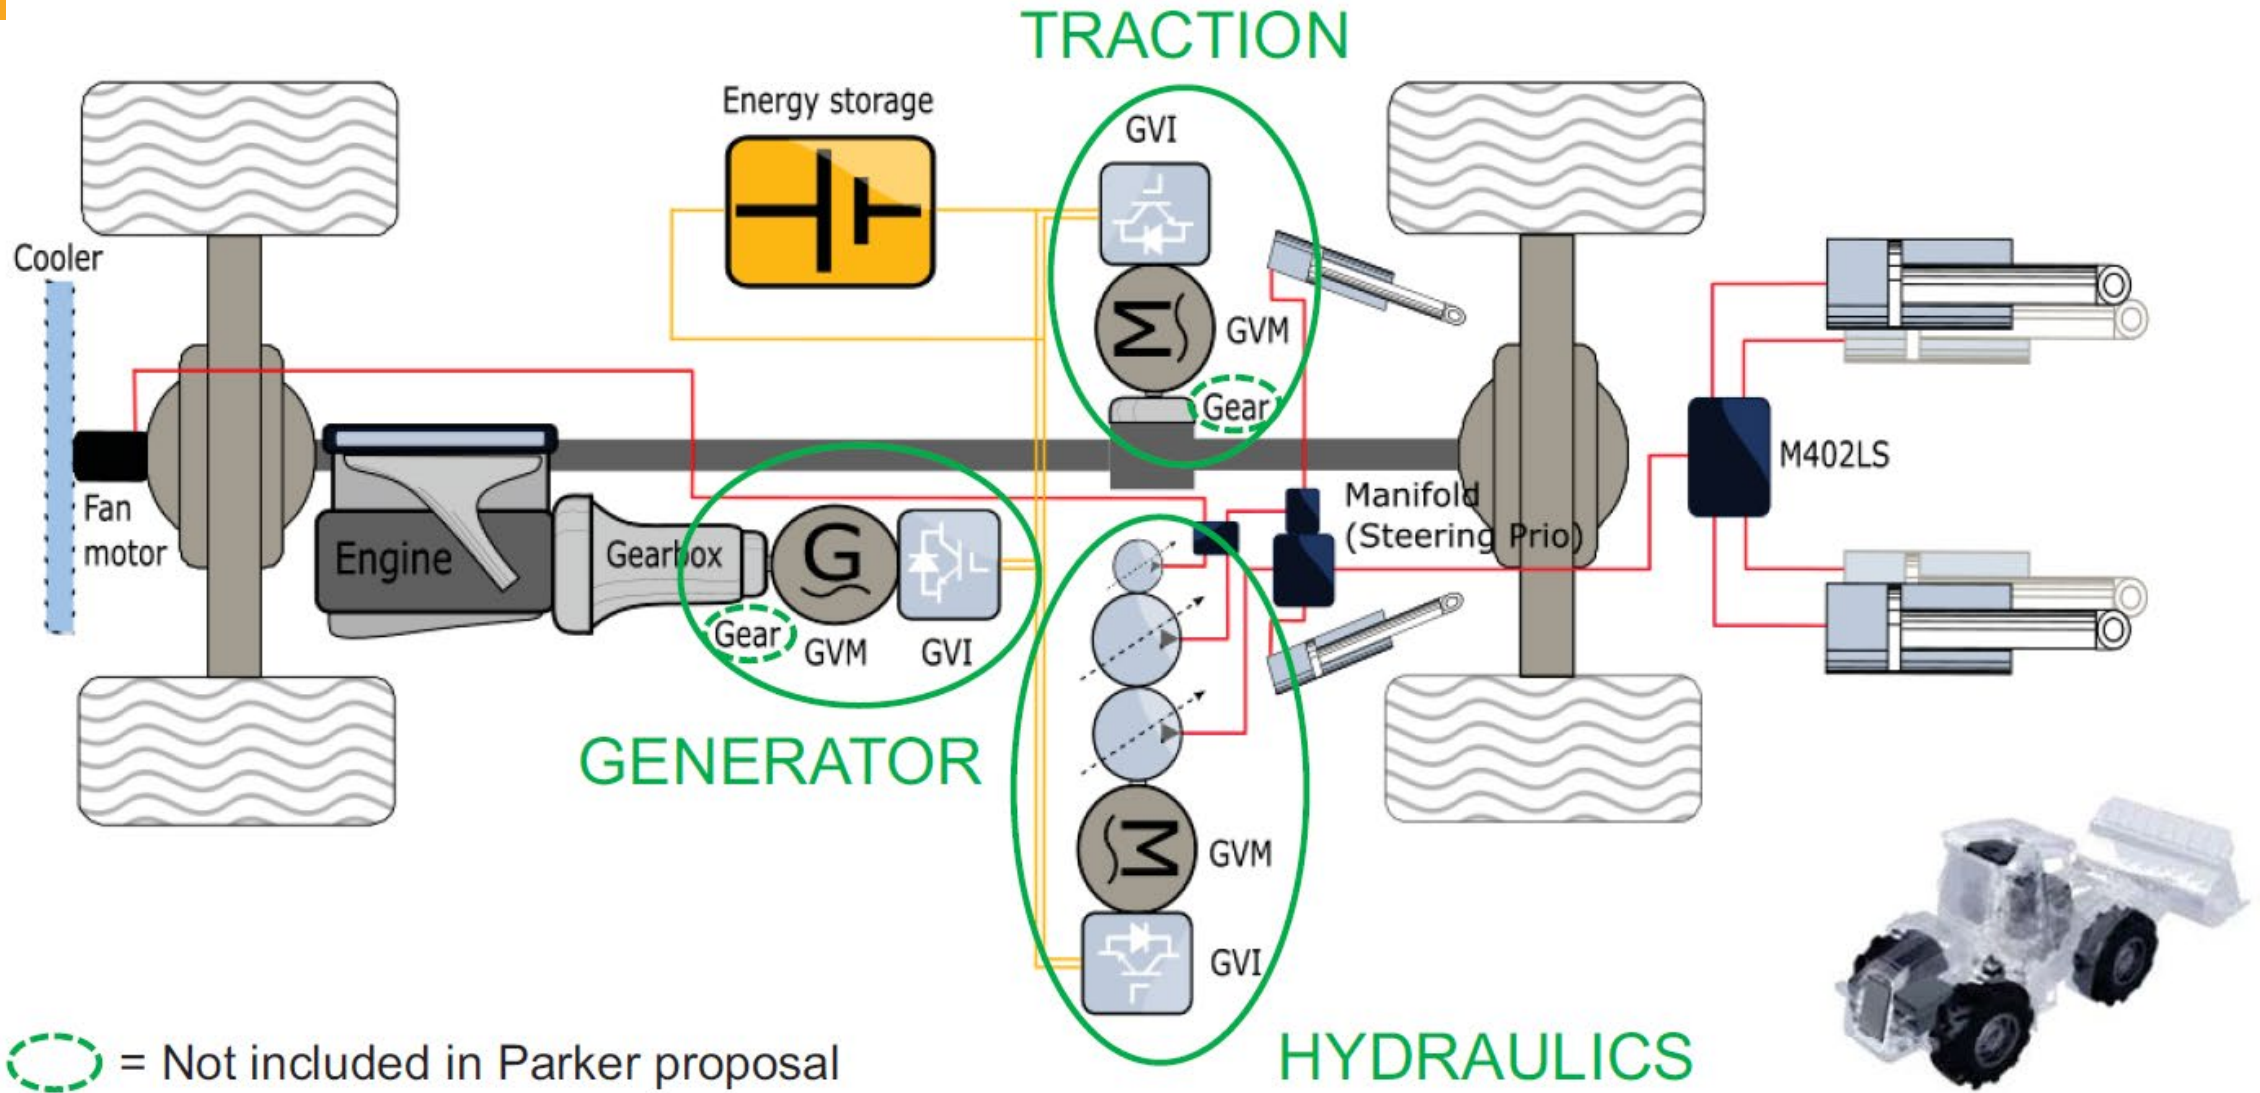 TRACTION
Energy storage
GVI
Cooler
GVM
Gear
Fan
motor
Engine
Gearbox
G
Gear
GVM
GVI
Manifold
(Steering Prio)
M402LS
GENERATOR
M
M
GVM
GVI
HYDRAULICS
= Not included in Parker proposal